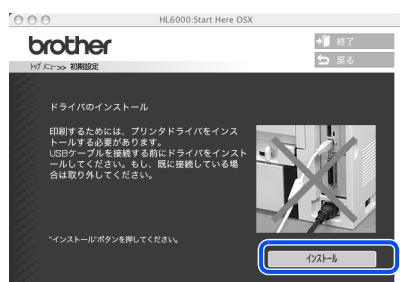 HL6000:Start Here OSX
brother
終了
戻る
トップメニュー>> 初期設定
ドライバのインストール
印刷するためには、プリンタドライバをインス
トールする必要があります。
USBケーブルを接続する前にドライバをインスト
ールしてください。もし、既に接続している場
合は取り外してください。
"インストール"ボタンを押してください。
インストール